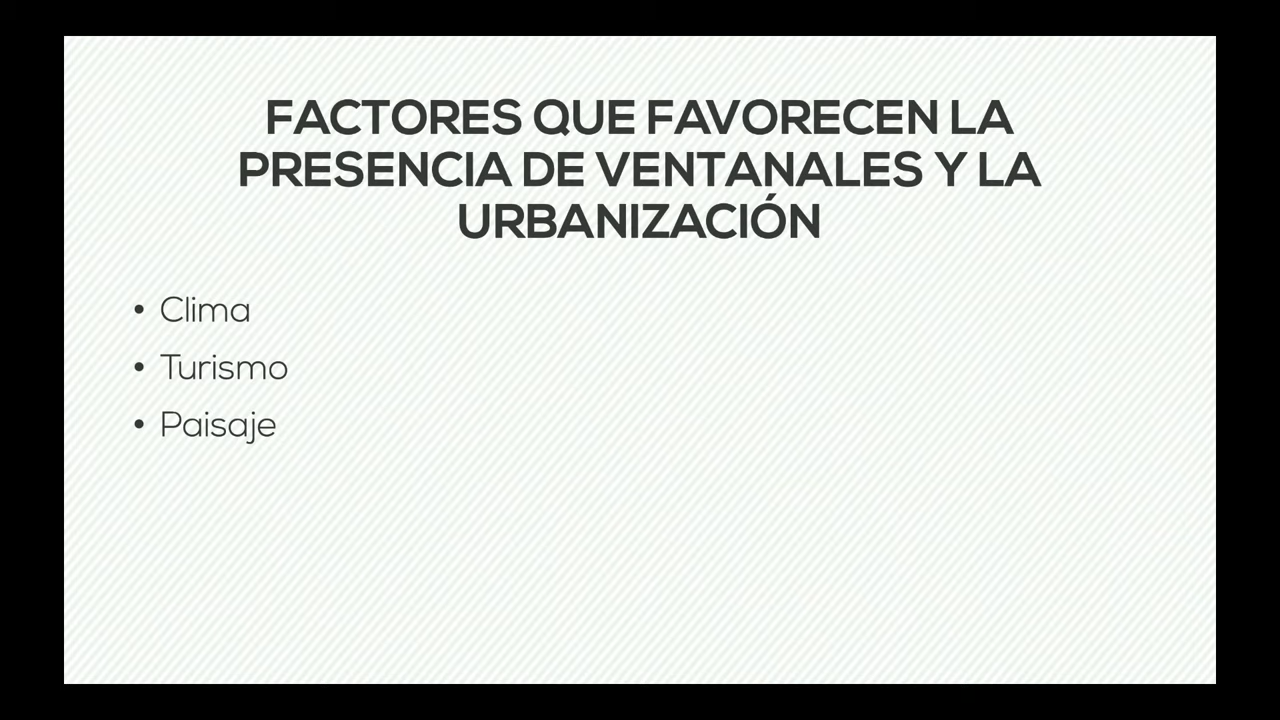 FACTORES QUE FAVORECEN LA
PRESENCIA DE VENTANALES Y LA
URBANIZACIÓN
• Clima
• Turismo
• Paisaje